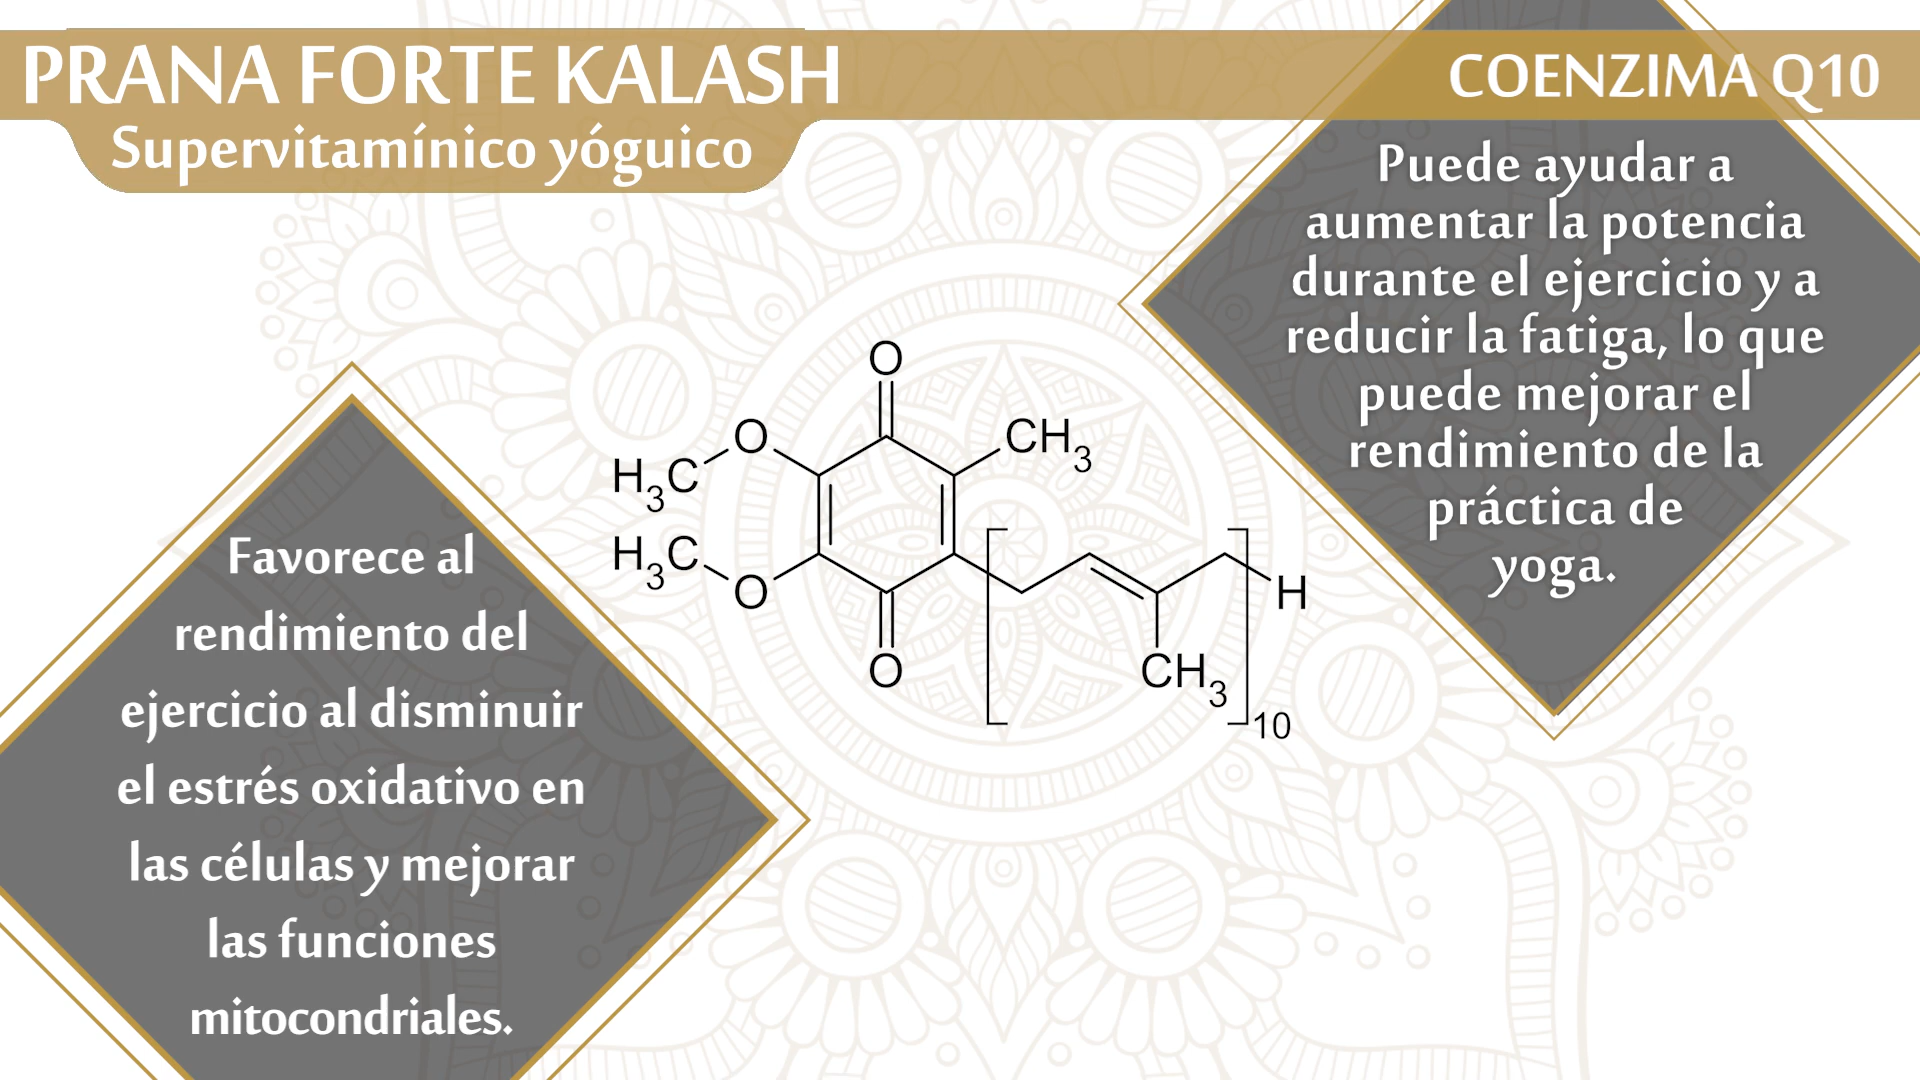 PRANA FORTE KALASH
Supervitamínico yóguico
COENZIMA Q10
Puede ayudar a
aumentar la potencia
durante el ejercicio y a
reducir la fatiga, lo que
puede mejorar el
rendimiento de la
práctica de
yoga.
O
O
CH3
H3C
H3C
O
O
H
CH3
10
Favorece al
rendimiento del
ejercicio al disminuir
el estrés oxidativo en
las células y mejorar
las funciones
mitocondriales.